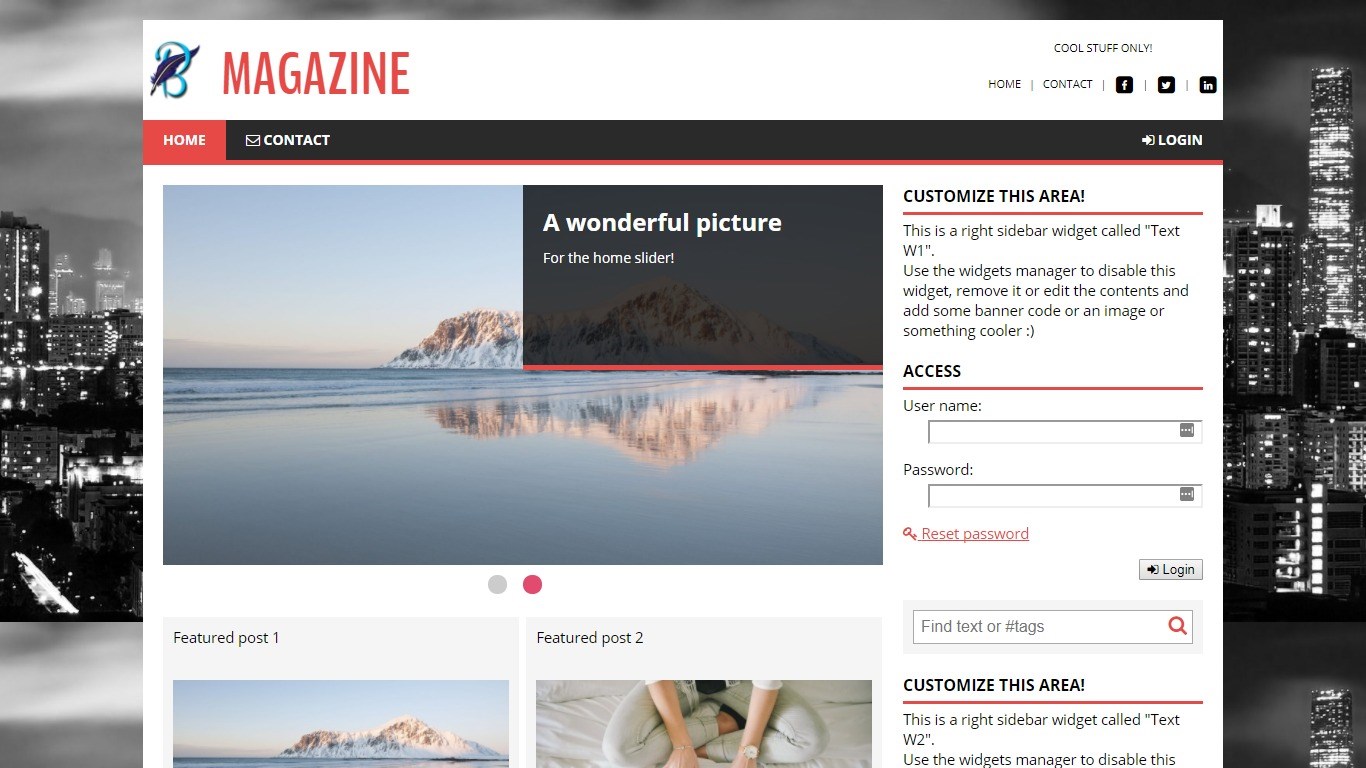 MAGAZINE
COOL STUFF ONLY!
HOME | CONTACT | | |
HOME CONTACT LOGIN
A wonderful picture
For the home slider!
Featured post 1
Featured post 2
CUSTOMIZE THIS AREA!
This is a right sidebar widget called "Text
W1".
Use the widgets manager to disable this
widget, remove it or edit the contents and
add some banner code or an image or
something cooler :)
ACCESS
User name:
Password:
Reset password
Login
Find text or #tags
CUSTOMIZE THIS AREA!
This is a right sidebar widget called "Text
W2".
Use the widgets manager to disable this